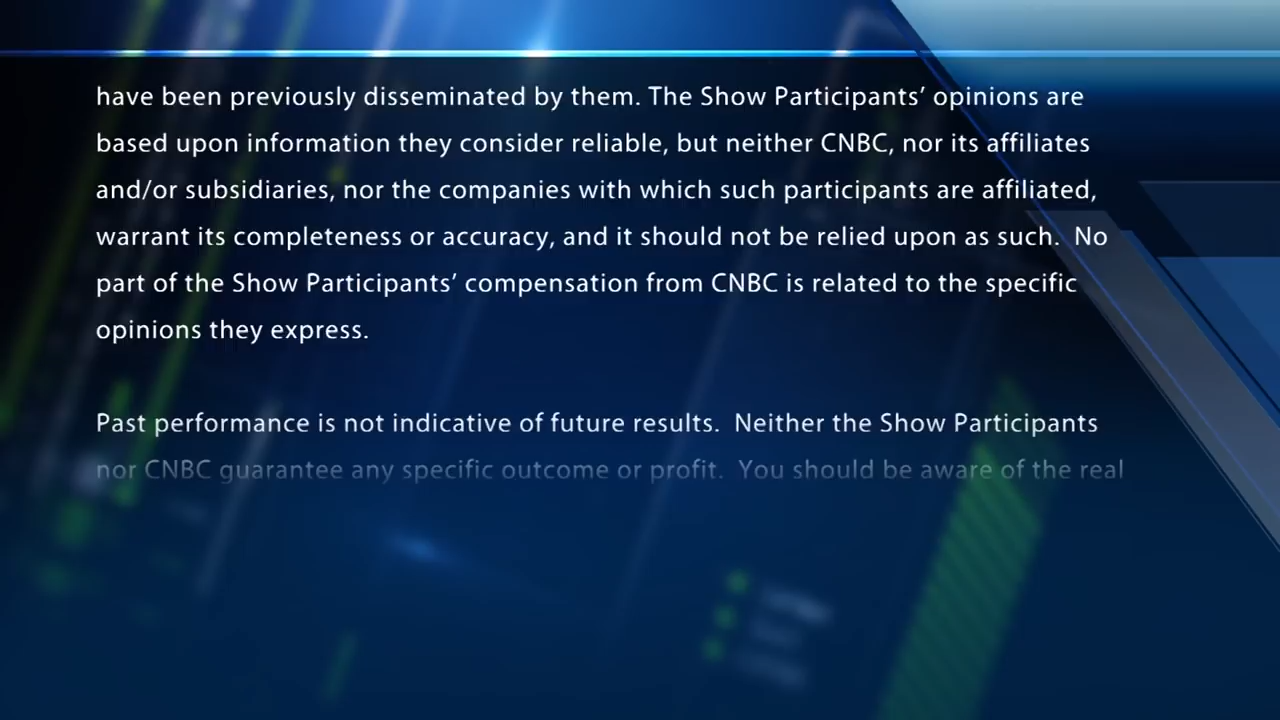 have been previously disseminated by them. The Show Participants’ opinions are
based upon information they consider reliable, but neither CNBC, nor its affiliates
and/or subsidiaries, nor the companies with which such participants are affiliated,
warrant its completeness or accuracy, and it should not be relied upon as such.  No
part of the Show Participants’ compensation from CNBC is related to the specific
opinions they express.
Past performance is not indicative of future results.  Neither the Show Participants
nor CNBC guarantee any specific outcome or profit.  You should be aware of the real